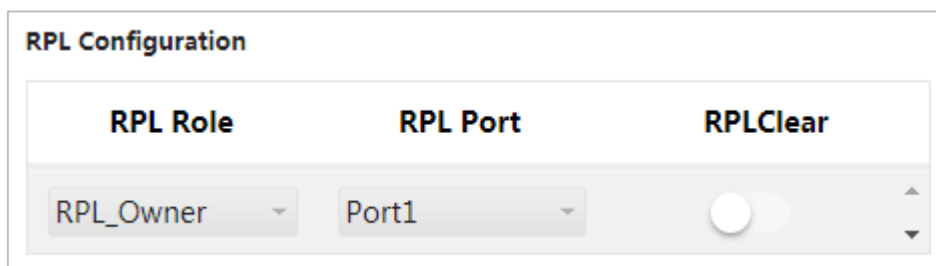 RPL Configuration
RPL Role RPL Port RPLClear
RPL_Owner Port1